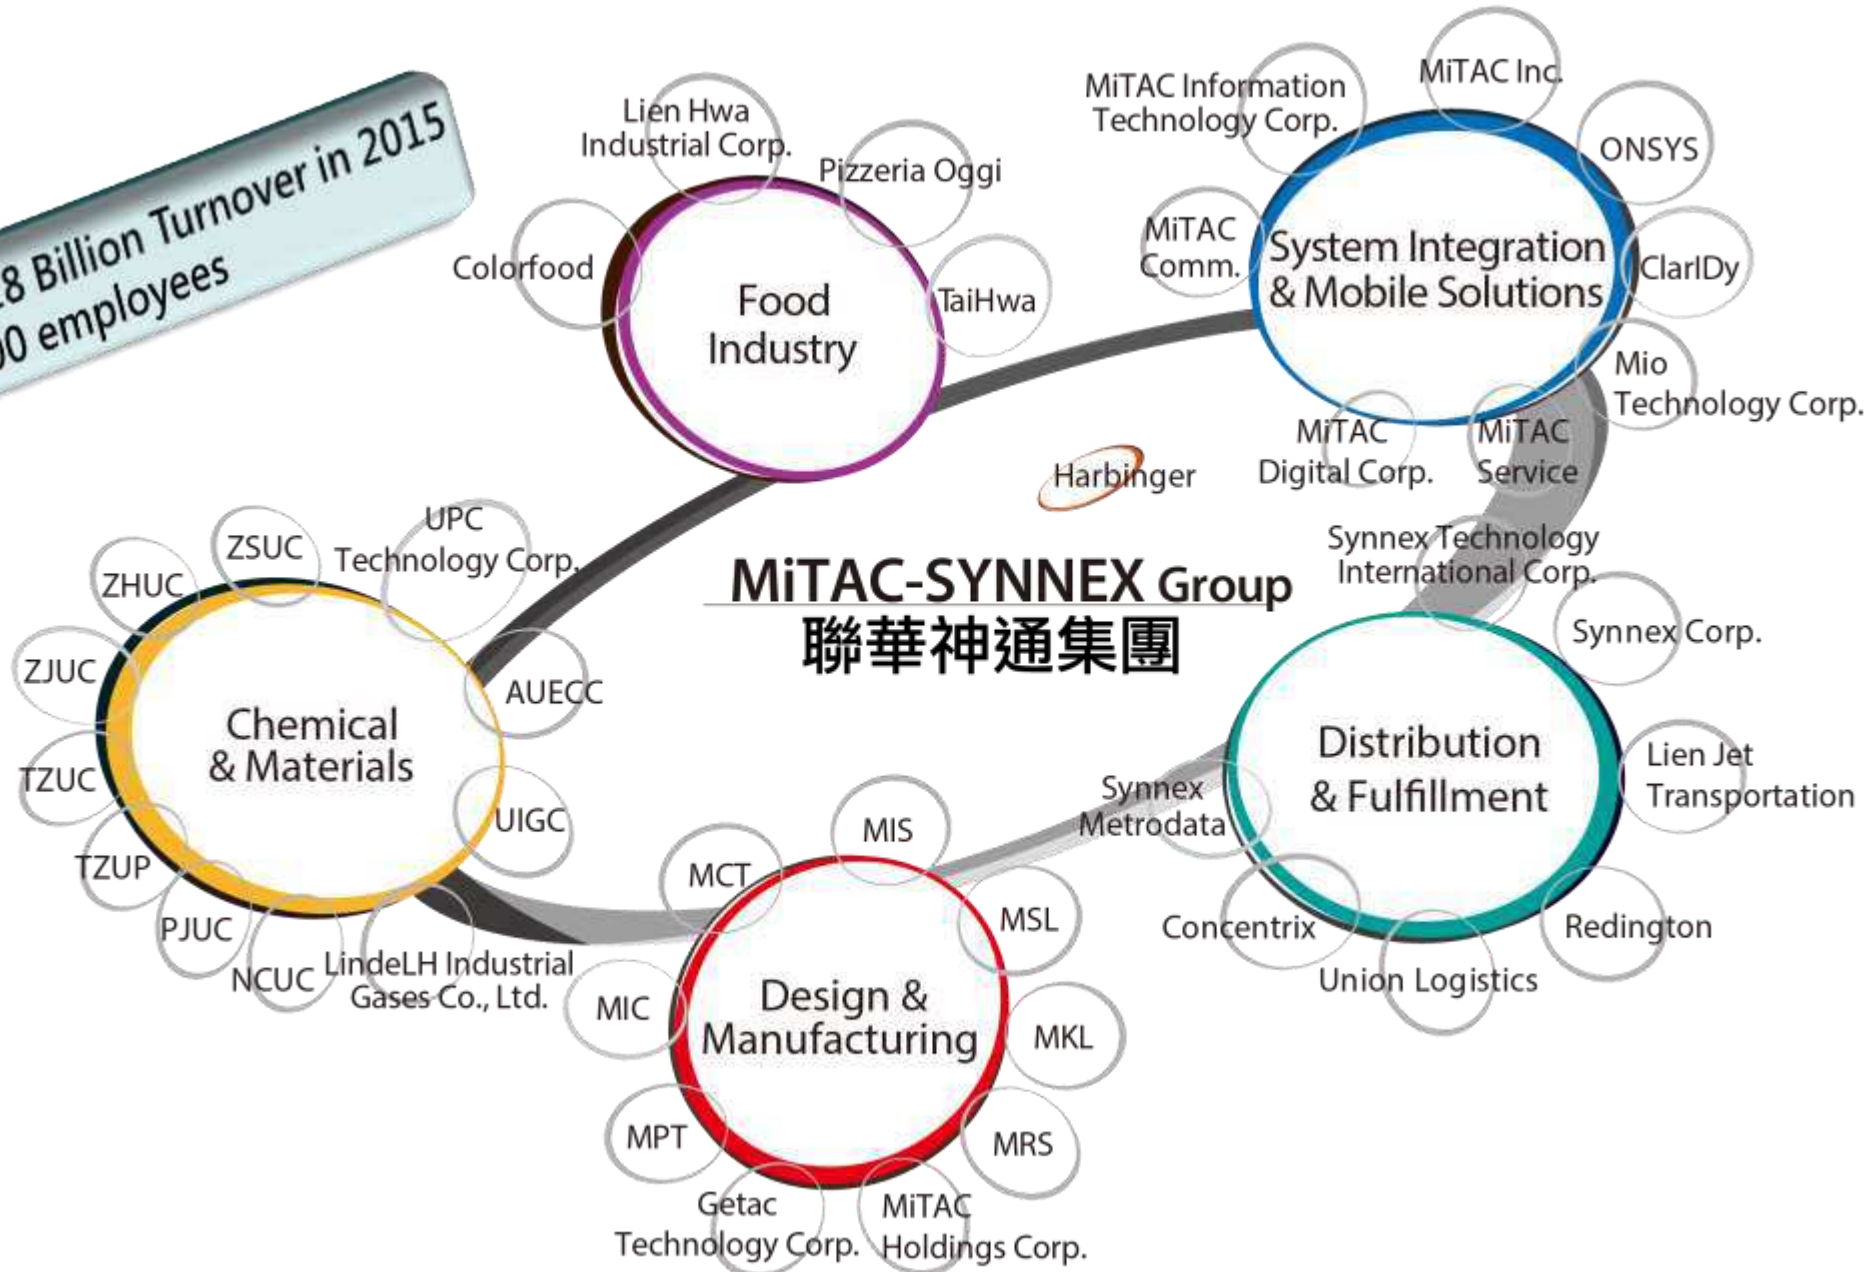 8 Billion Turnover in 2015
00 employees
Lien Hwa
Industrial Corp.
Pizzeria Oggi
Colorfood
TaiHwa
Food
Industry
MiTAC Information
Technology Corp.
MiTAC Inc.
ONSYS
MiTAC
Comm.
ClarIDy
System Integration
& Mobile Solutions
Mio
Technology Corp.
MiTAC
Digital Corp.
MiTAC
Service
Harbinger
MiTAC-SYNNEX Group
聯華神通集團
UPC
Technology Corp.
ZSUC
ZHUC
ZJUC
TZUC
TZUP
PJUC
NCUC
LindeLH Industrial
Gases Co., Ltd.
UIGC
AUECC
Chemical
& Materials
Synnex Technology
International Corp.
Synnex Corp.
Lien Jet
Transportation
Redington
Union Logistics
Concentrix
Synnex
Metrodata
Distribution
& Fulfillment
MIS
MCT
MSL
MIC
MKL
MPT
MRS
Getac
Technology Corp.
MiTAC
Holdings Corp.
Design &
Manufacturing